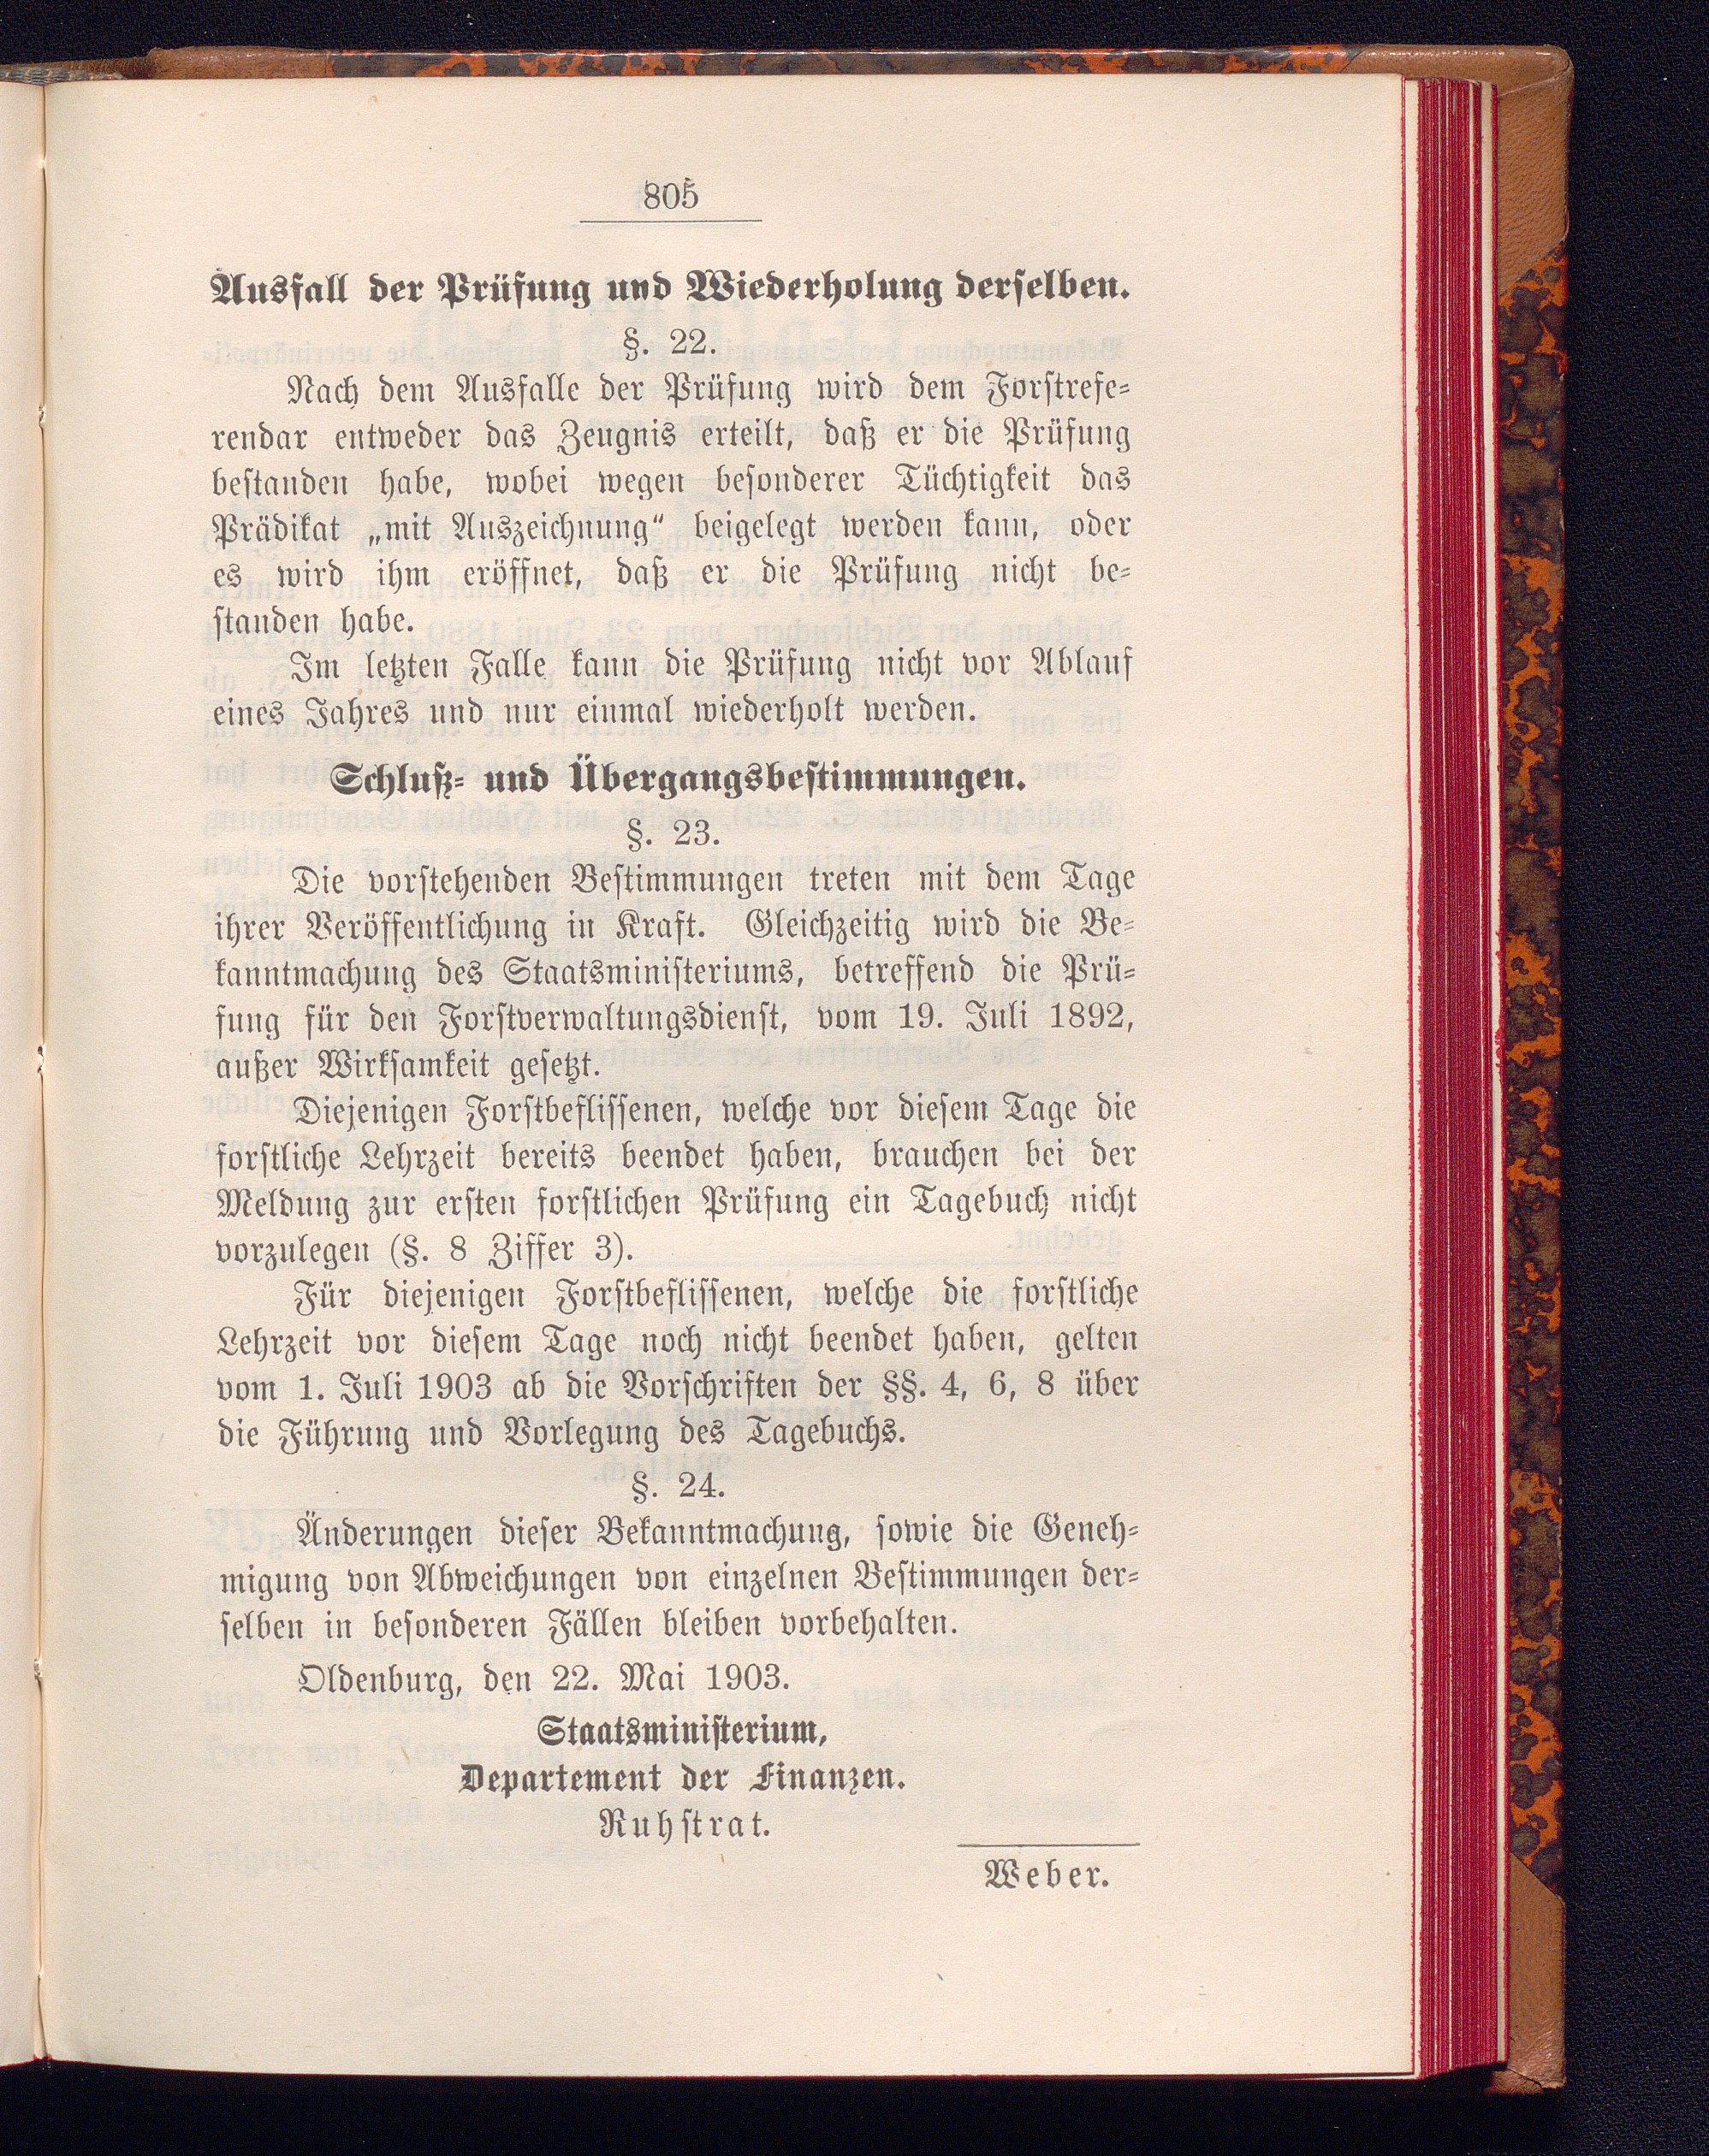 805
Ausfall der Prüfung und Wiederholung derselben.
§. 22.
Nach dem Ausfalle der Prüfung wird dem Forstrefe-
rendar entweder das Zeugnis erteilt, daß er die Prüfung
bestanden habe, wobei wegen besonderer Tüchtigkeit das
Prädikat „mit Auszeichnung“ beigelegt werden kann, oder
es wird ihm eröffnet, daß er die Prüfung nicht be-
standen habe.
Im letzten Falle kann die Prüfung nicht vor Ablauf
eines Jahres und nur einmal wiederholt werden.
Schluß- und Übergangsbestimmungen.
§. 23.
Die vorstehenden Bestimmungen treten mit dem Tage
ihrer Veröffentlichung in Kraft. Gleichzeitig wird die Be-
kanntmachung des Staatsministeriums, betreffend die Prü-
fung für den Forstverwaltungsdienst, vom 19. Juli 1892,
außer Wirksamkeit gesetzt.
Diejenigen Forstbeflissenen, welche vor diesem Tage die
forstliche Lehrzeit bereits beendet haben, brauchen bei der
Meldung zur ersten forstlichen Prüfung ein Tagebuch nicht
vorzulegen (§. 8 Ziffer 3).
Für diejenigen Forstbeflissenen, welche die forstliche
Lehrzeit vor diesem Tage noch nicht beendet haben, gelten
vom 1. Juli 1903 ab die Vorschriften der §§. 4, 6, 8 über
die Führung und Vorlegung des Tagebuchs.
§. 24.
Änderungen dieser Bekanntmachung, sowie die Geneh-
migung von Abweichungen von einzelnen Bestimmungen der-
selben in besonderen Fällen bleiben vorbehalten.
Oldenburg, den 22. Mai 1903.
Staatsministerium,
Departement der Finanzen.
Ruhstrat.
Weber.